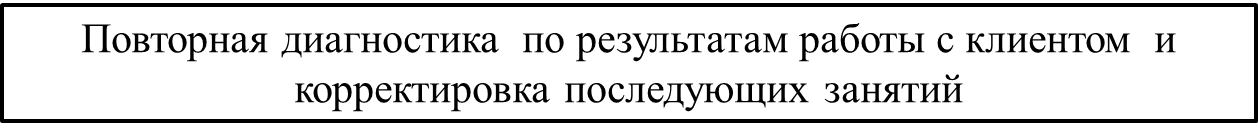 Повторная диагностика по результатам работы с клиентом и
корректировка последующих занятий